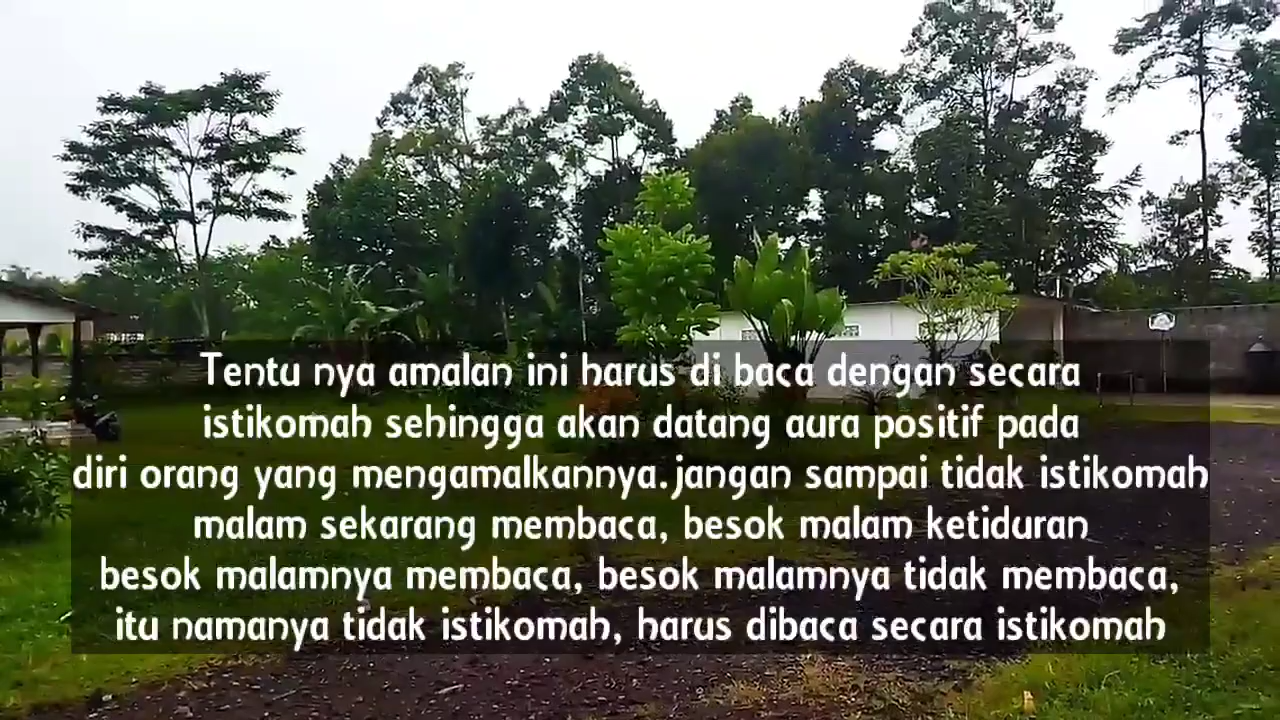 Tentu nya amalan ini harus di baca dengan secara
istikomah sehingga akan datang aura positif pada
diri orang yang mengamalkannya.jangan sampai tidak istikomah
malam sekarang membaca, besok malam ketiduran
besok malamnya membaca, besok malamnya tidak membaca,
itu namanya tidak istikomah, harus dibaca secara istikomah